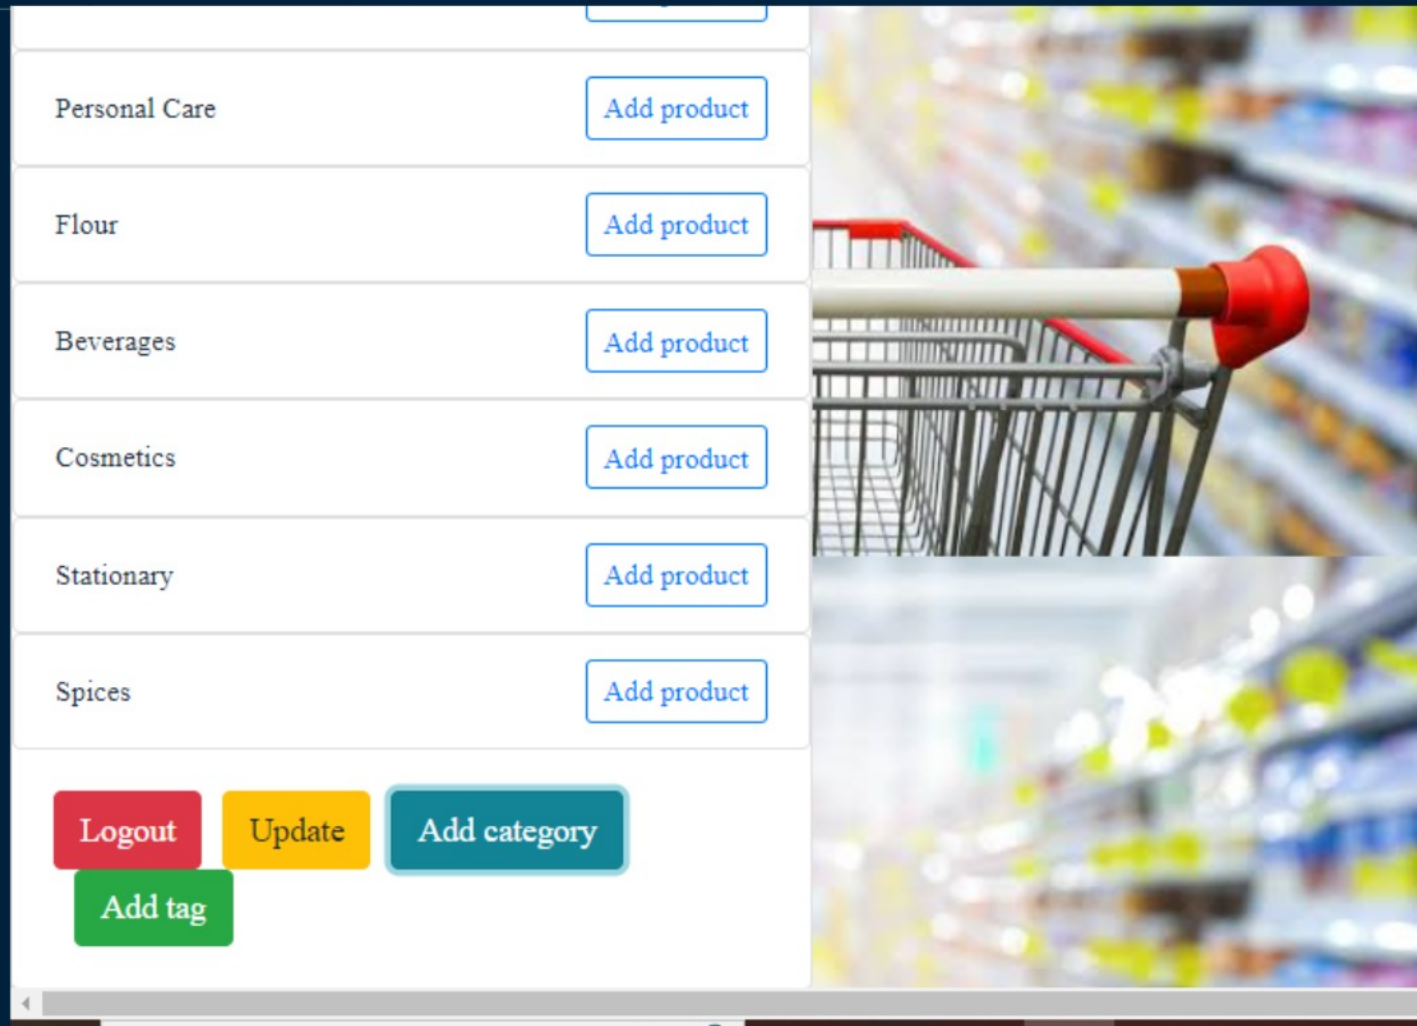 Personal Care Add product
Flour Add product
Beverages Add product
Cosmetics Add product
Stationary Add product
Spices Add product
Logout Update Add category
Add tag